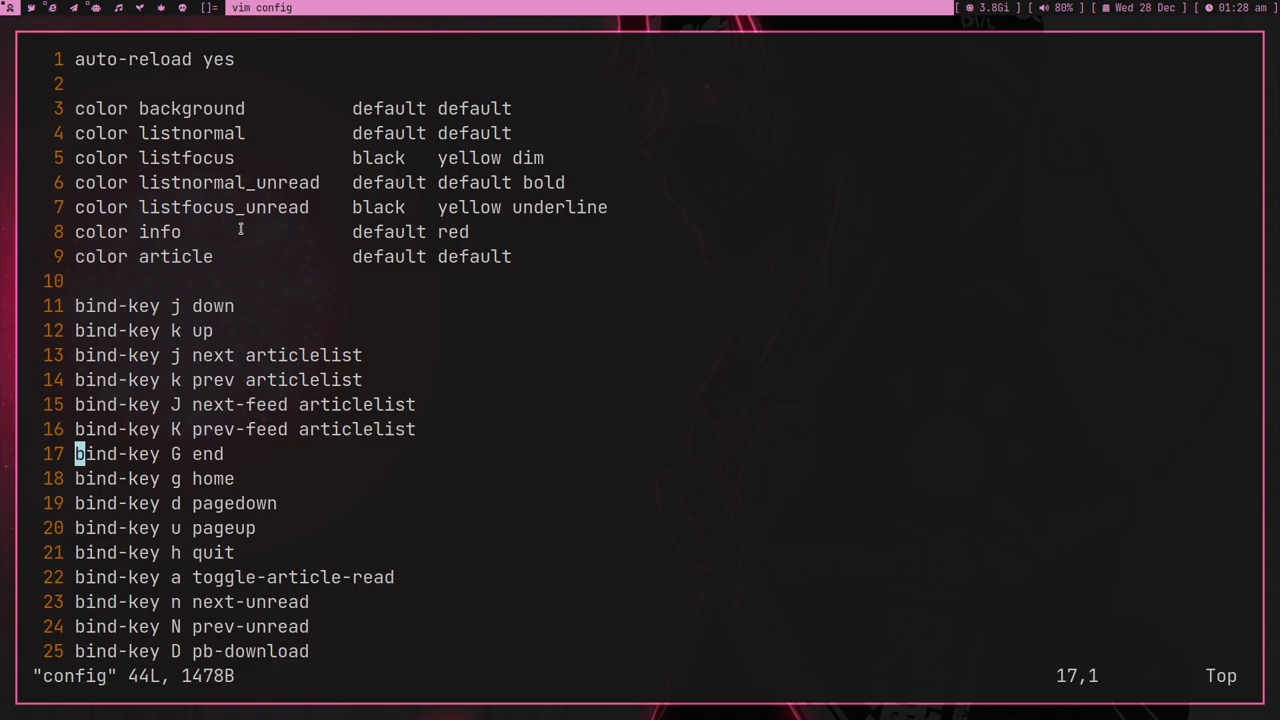 []= vim config [ 3.8Gi ] [ 80% ] [ Wed 28 Dec ] [ 01:28 am ]
1 auto-reload yes
2
3 color background default default
4 color listnormal default default
5 color listfocus black yellow dim
6 color listnormal_unread default default bold
7 color listfocus_unread black yellow underline
8 color info default red
9 color article default default
10
11 bind-key j down
12 bind-key k up
13 bind-key j next articlelist
14 bind-key k prev articlelist
15 bind-key J next-feed articlelist
16 bind-key K prev-feed articlelist
17 bind-key G end
18 bind-key g home
19 bind-key d pagedown
20 bind-key u pageup
21 bind-key h quit
22 bind-key a toggle-article-read
23 bind-key n next-unread
24 bind-key N prev-unread
25 bind-key D pb-download
"config" 44L, 1478B 17,1 Top